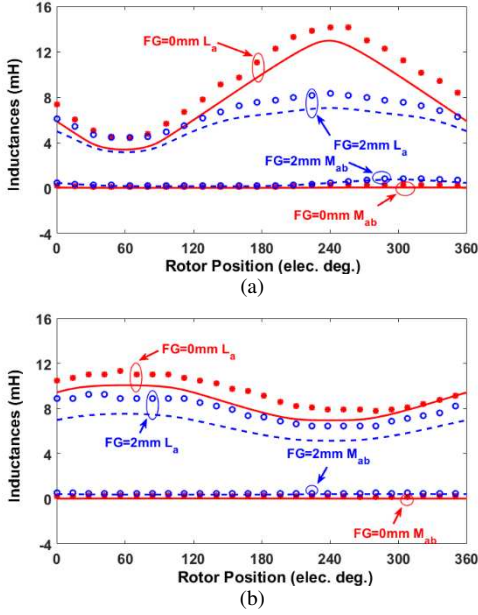 (a)
16
12
8
4
0
-4
Inductances (mH)
FG=0mm La
FG=2mm La
FG=2mm Mab
FG=0mm Mab
0 60 120 180 240 300 360
Rotor Position (elec. deg.)
(a)
16
12
8
4
0
-4
Inductances (mH)
FG=0mm La
FG=2mm La
FG=2mm Mab
FG=0mm Mab
0 60 120 180 240 300 360
Rotor Position (elec. deg.)
(b)